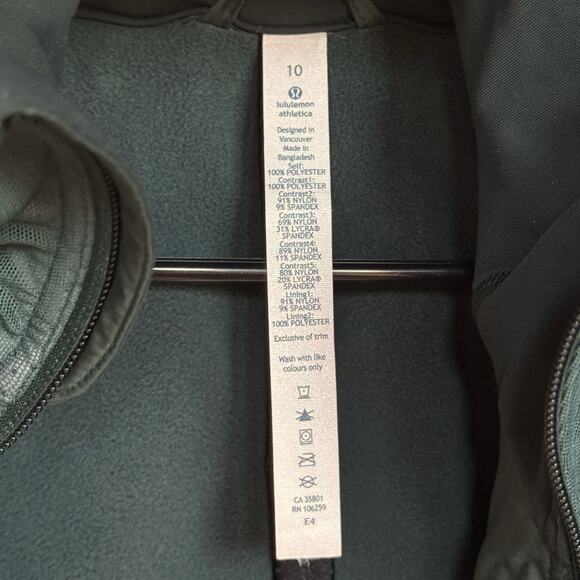 10
lululemon
athletica
Designed in
Vancouver
Made in
Bangladesh
Self:
100% POLYESTER
Contrast1:
100% POLYESTER
Contrast2:
91% NYLON
9% SPANDEX
Contrast3:
69% NYLON
31% LYCRA®
SPANDEX
Contrast4:
89% NYLON
11% SPANDEX
Contrast5:
80% NYLON
20% LYCRA®
SPANDEX
Lining1:
91% NYLON
9% SPANDEX
Lining2:
100% POLYESTER
Exclusive of trim
Wash with like
colours only
CA 35801
RN 106259
E4